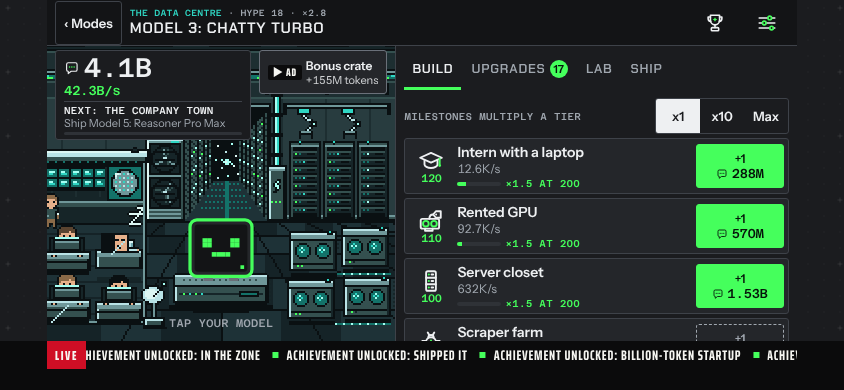 ‹ Modes
THE DATA CENTRE · HYPE 18 · ×2.8
MODEL 3: CHATTY TURBO
4.1B
42.3B/s
NEXT: THE COMPANY TOWN
Ship Model 5: Reasoner Pro Max
▶ AD
Bonus crate
+155M tokens
Z
TAP YOUR MODEL
BUILD
UPGRADES 17
LAB
SHIP
MILESTONES MULTIPLY A TIER
x1
x10
Max
120
Intern with a laptop
12.6K/s
×1.5 AT 200
+1
288M
110
Rented GPU
92.7K/s
×1.5 AT 200
+1
570M
100
Server closet
632K/s
×1.5 AT 200
+1
1.53B
Scraper farm
+1
LIVE
HIEVEMENT UNLOCKED: IN THE ZONE ■ ACHIEVEMENT UNLOCKED: SHIPPED IT ■ ACHIEVEMENT UNLOCKED: BILLION-TOKEN STARTUP ■ ACHIE